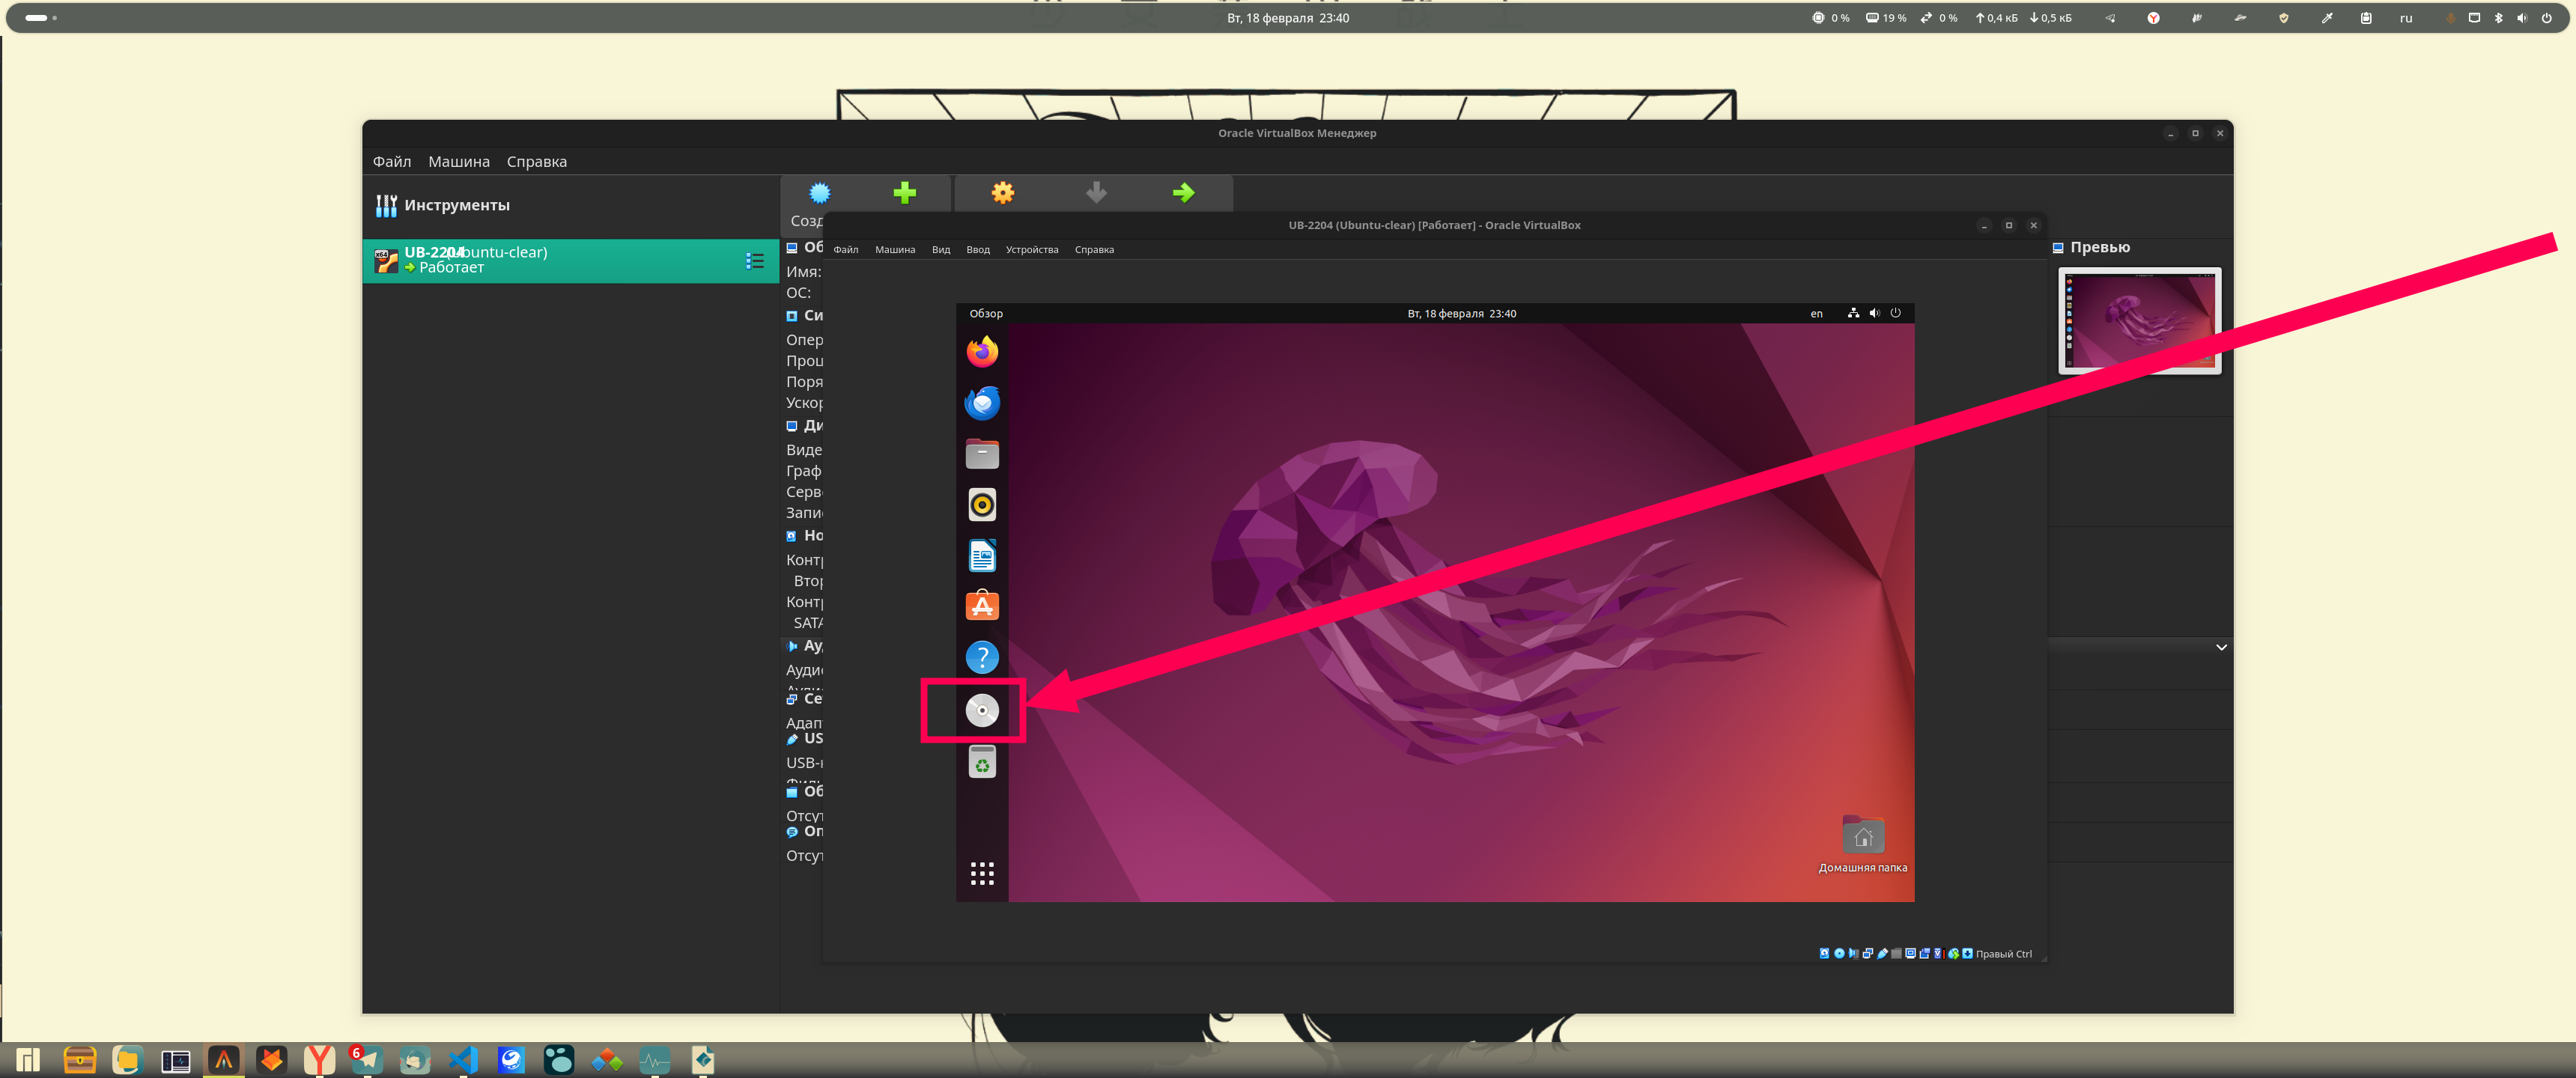 Вт, 18 февраля 23:40
0 % 19 % 0 % 0,4 кБ 0,5 кБ ru
Oracle VirtualBox Менеджер
Файл Машина Справка
Инструменты
UB-2204 (Ubuntu-clear)
Работает
Созд
UB-2204 (Ubuntu-clear) [Работает] - Oracle VirtualBox
Файл Машина Вид Ввод Устройства Справка
Об
Имя:
ОС:
Си
Опер
Проц
Поря
Ускор
Ди
Виде
Граф
Серв
Запи
Но
Конт
Втор
Конт
SATA
Ау
Аудис
Се
Адап
US
USB-
Об
Отсут
Оп
Отсут
Превью
Обзор Вт, 18 февраля 23:40 en
Домашняя папка
Правый Ctrl
6